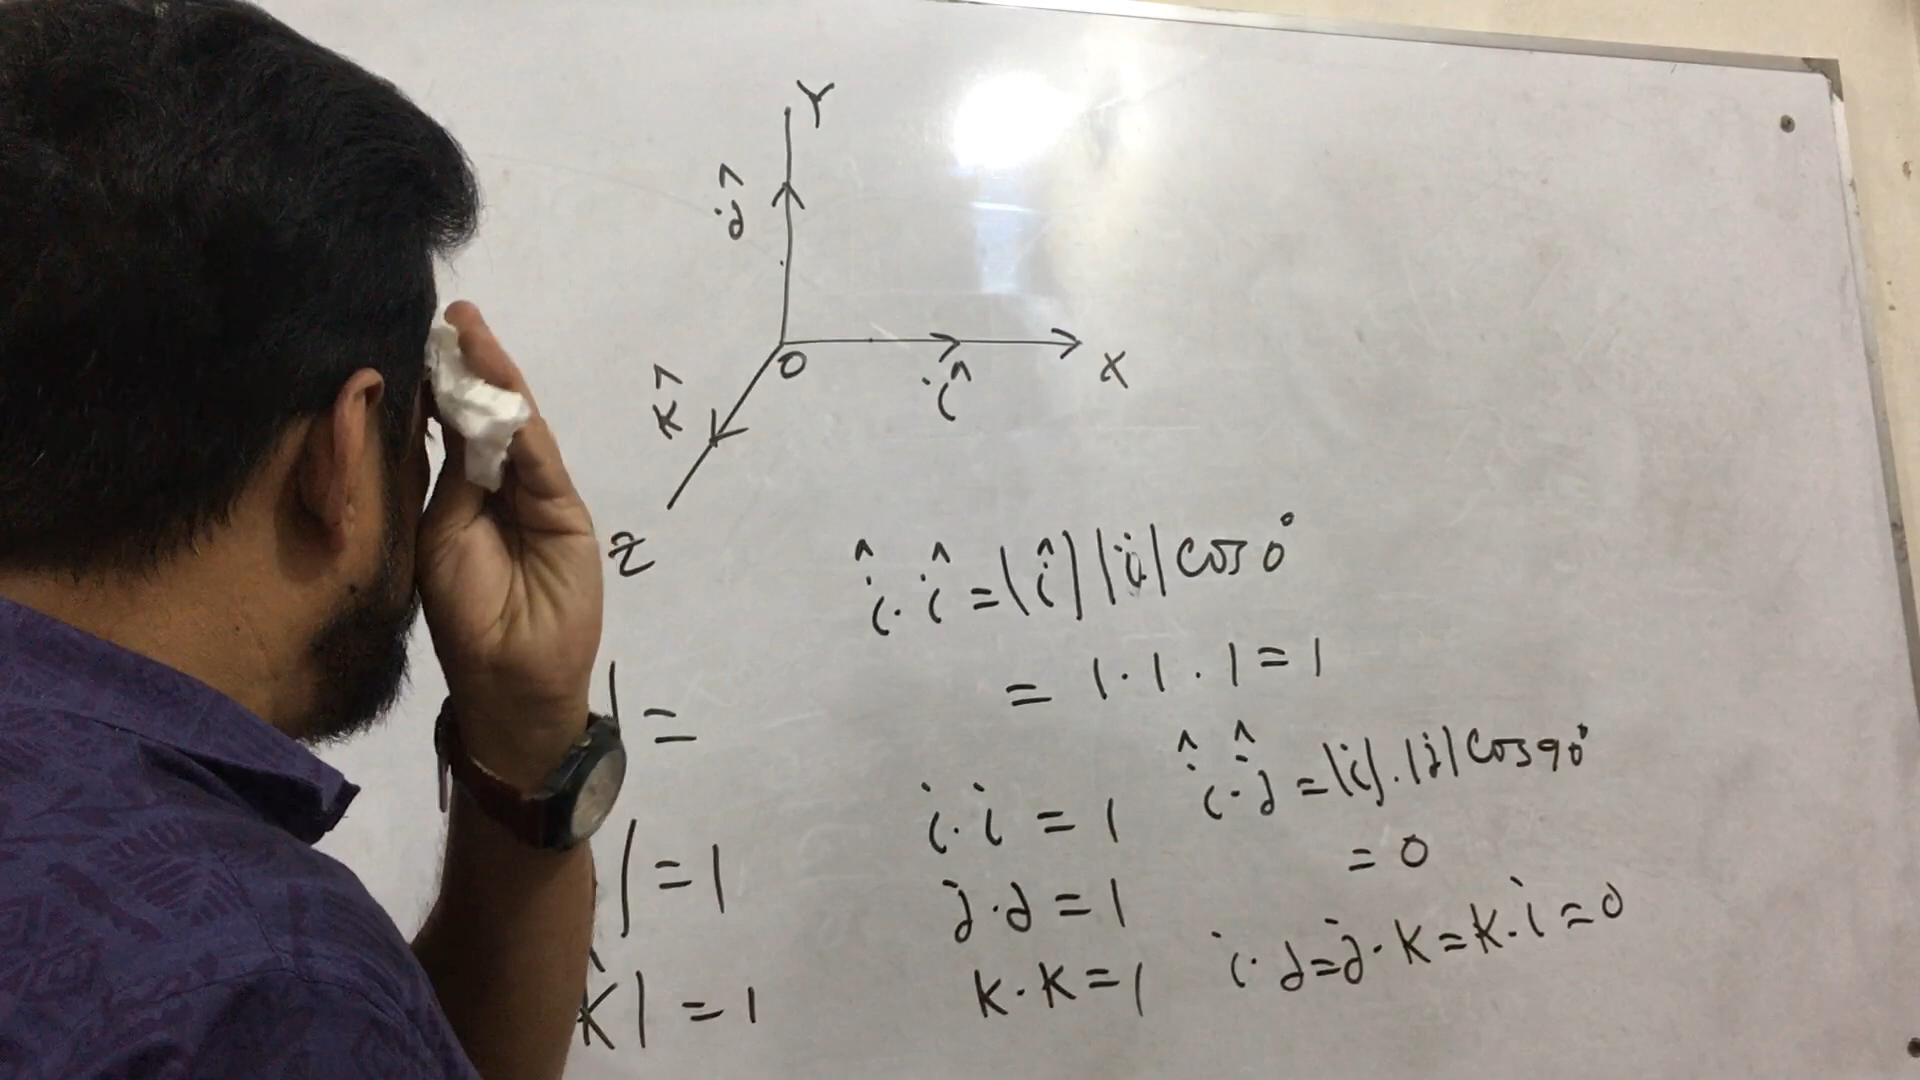 Y
ĵ
O
X
î
k̂
Z
î · î = |î| |i| cos 0°
= 1 · 1 · 1 = 1
| =
| = 1
k̂| = 1
i · i = 1
j · j = 1
k · k = 1
î · ĵ = |i| · |j| cos 90°
= 0
i · j = j · k = k · i = 0